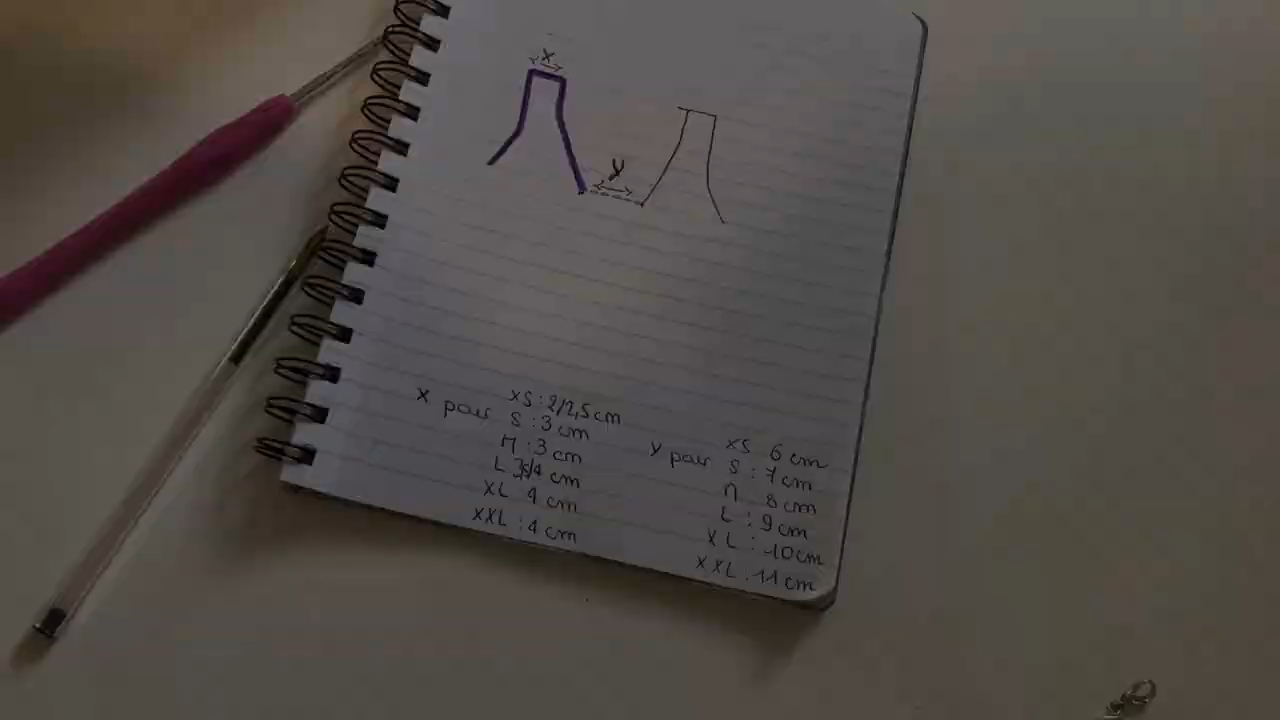 x
y
x pour
XS : 2/2,5 cm
S : 3 cm
M : 3 cm
L 3,5/4 cm
XL 4 cm
XXL : 4 cm
y pour
XS 6 cm
S : 7 cm
M 8 cm
L : 9 cm
XL : 10 cm
XXL . 11 cm